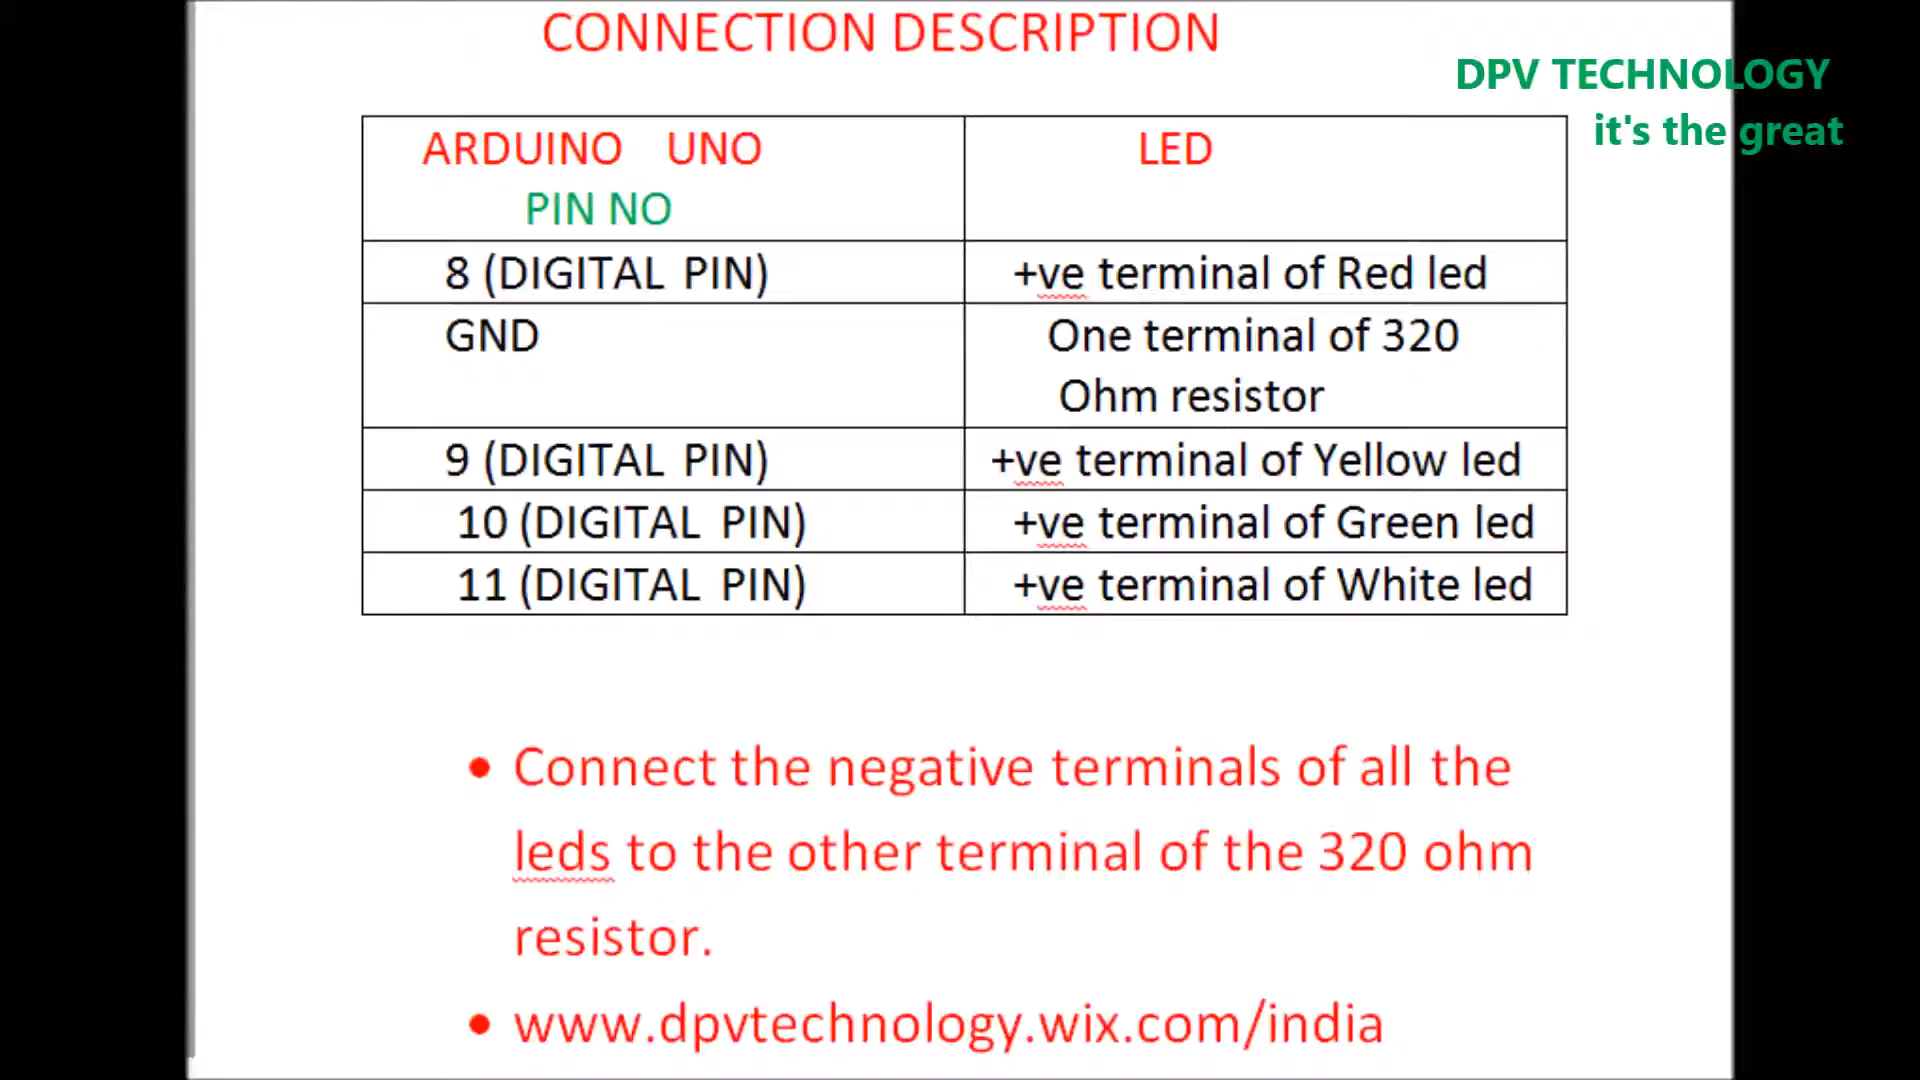 CONNECTION DESCRIPTION
DPV TECHNOLOGY
it's the great
ARDUINO UNO LED
PIN NO
8 (DIGITAL PIN) +ve terminal of Red led
GND One terminal of 320
Ohm resistor
9 (DIGITAL PIN) +ve terminal of Yellow led
10 (DIGITAL PIN) +ve terminal of Green led
11 (DIGITAL PIN) +ve terminal of White led
• Connect the negative terminals of all the
leds to the other terminal of the 320 ohm
resistor.
• www.dpvtechnology.wix.com/india